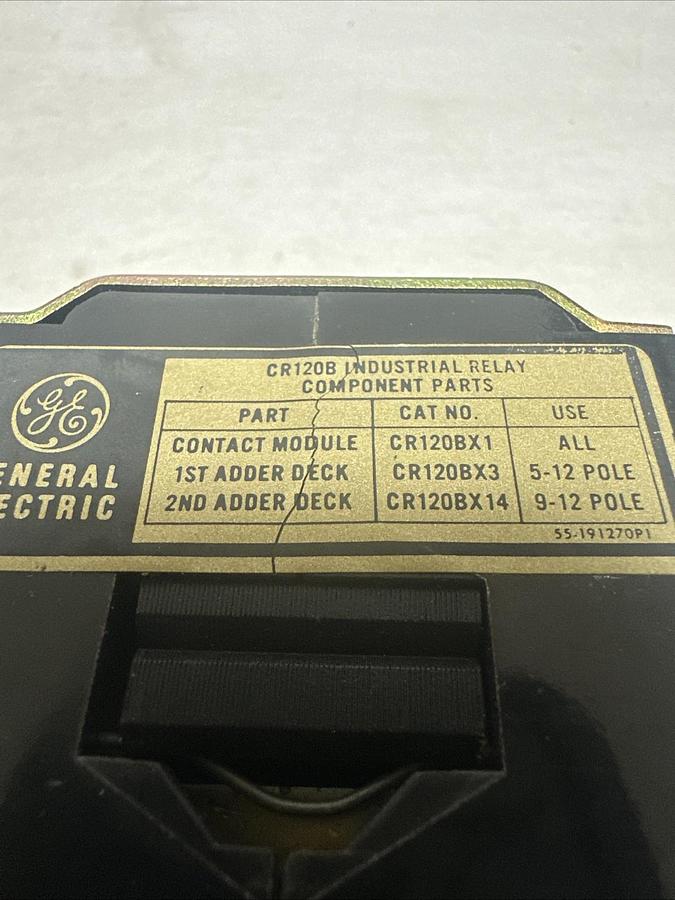 CR120B INDUSTRIAL RELAY
COMPONENT PARTS
PART CAT NO. USE
CONTACT MODULE CR120BX1 ALL
1ST ADDER DECK CR120BX3 5-12 POLE
2ND ADDER DECK CR120BX14 9-12 POLE
55-191270P1
GE
ENERAL
ECTRIC